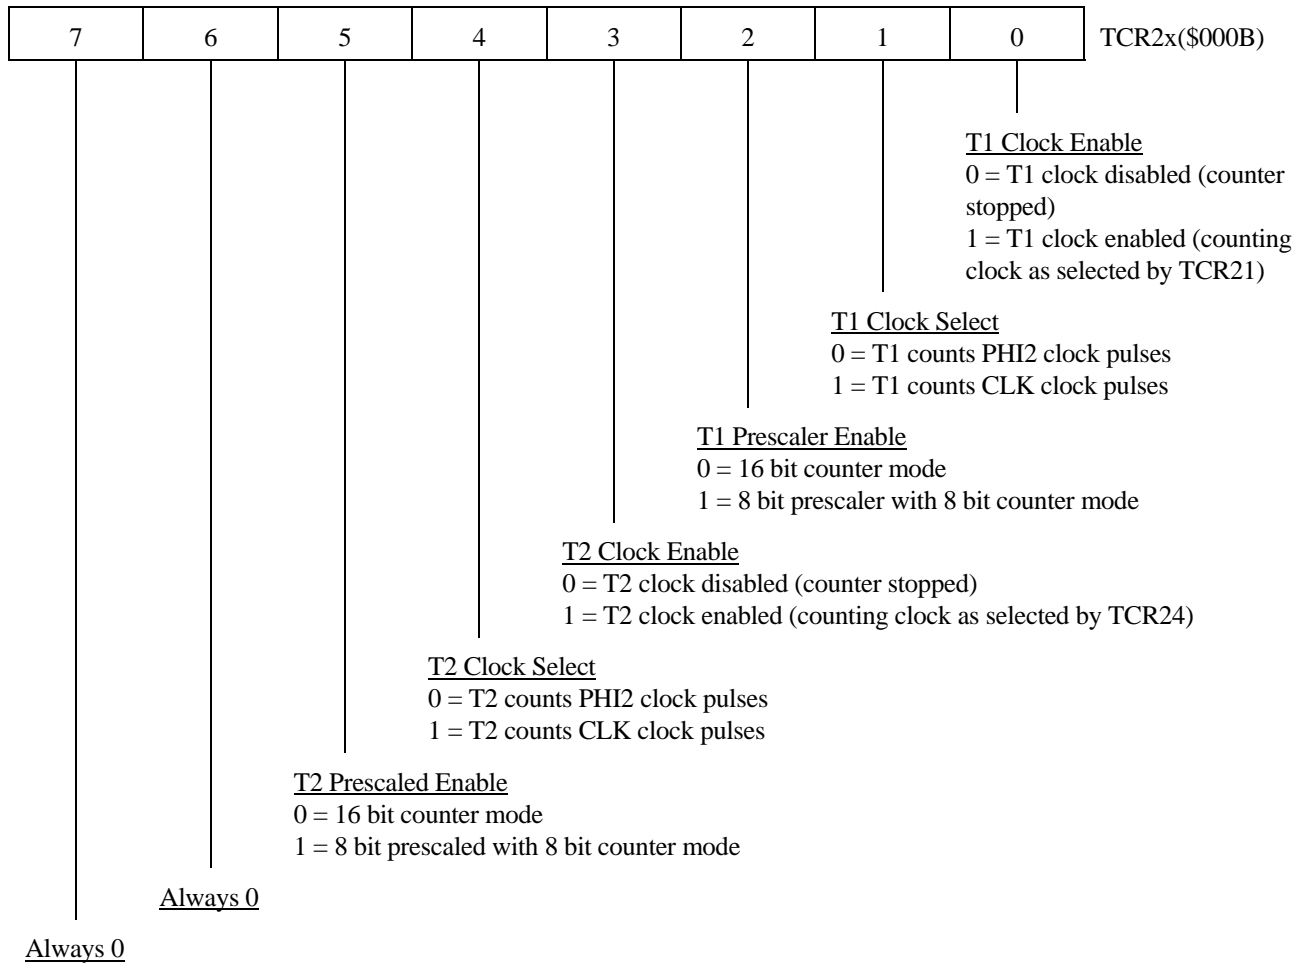 7 6 5 4 3 2 1 0 TCR2x($000B)
T1 Clock Enable
0 = T1 clock disabled (counter
stopped)
1 = T1 clock enabled (counting
clock as selected by TCR21)
T1 Clock Select
0 = T1 counts PHI2 clock pulses
1 = T1 counts CLK clock pulses
T1 Prescaler Enable
0 = 16 bit counter mode
1 = 8 bit prescaler with 8 bit counter mode
T2 Clock Enable
0 = T2 clock disabled (counter stopped)
1 = T2 clock enabled (counting clock as selected by TCR24)
T2 Clock Select
0 = T2 counts PHI2 clock pulses
1 = T2 counts CLK clock pulses
T2 Prescaled Enable
0 = 16 bit counter mode
1 = 8 bit prescaled with 8 bit counter mode
Always 0
Always 0